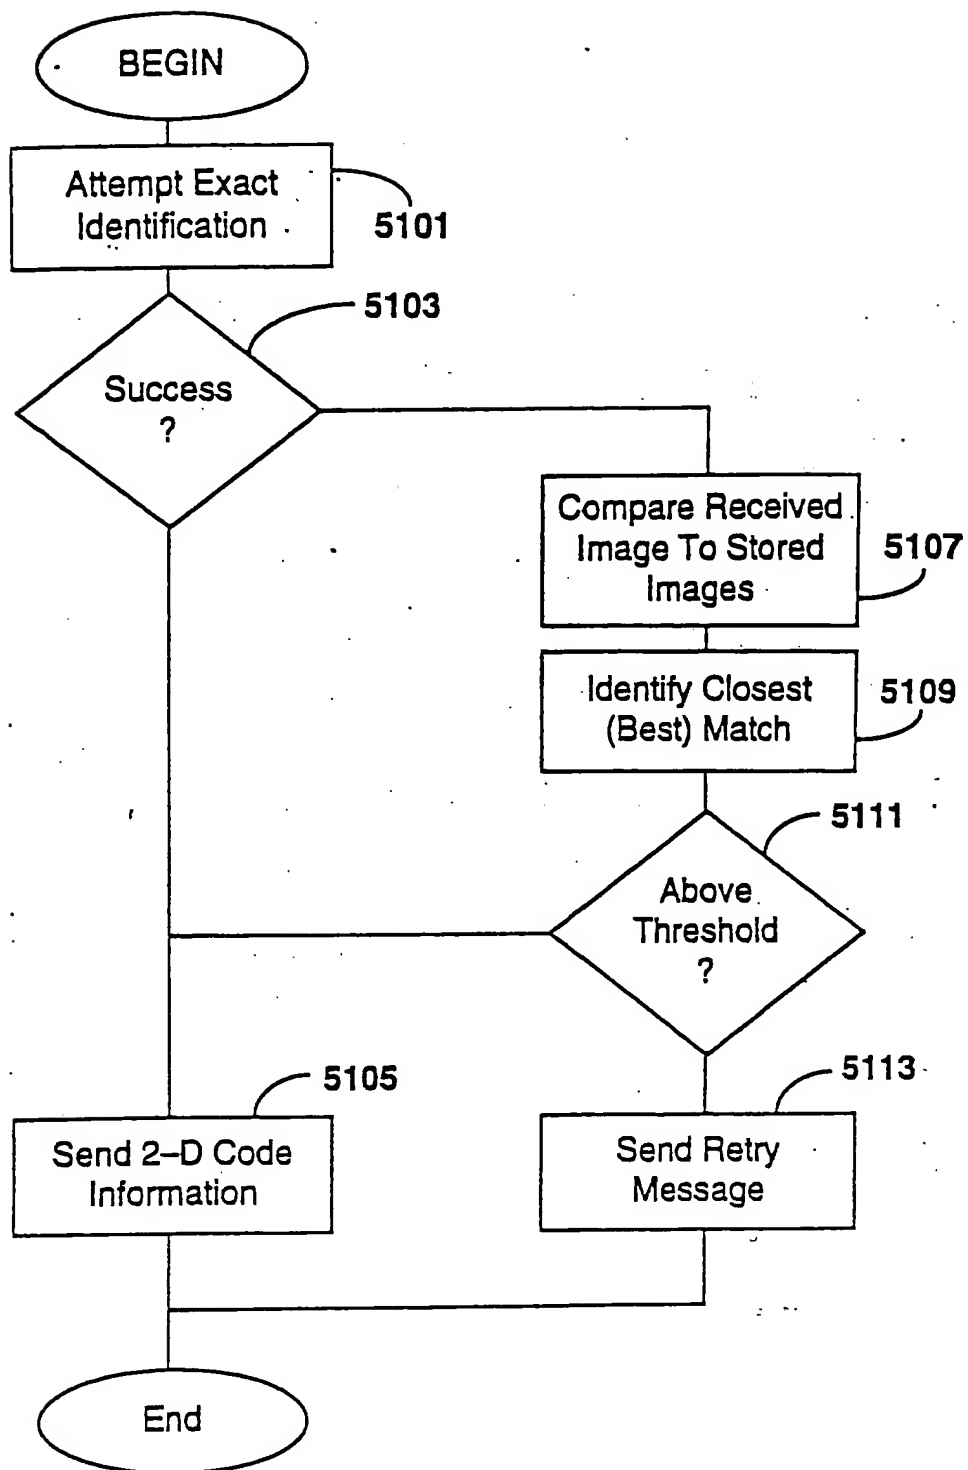 BEGIN
Attempt Exact
Identification
5101
5103
Success
?
Compare Received
Image To Stored
Images
5107
Identify Closest
(Best) Match
5109
5111
Above
Threshold
?
5105
Send 2-D Code
Information
5113
Send Retry
Message
End